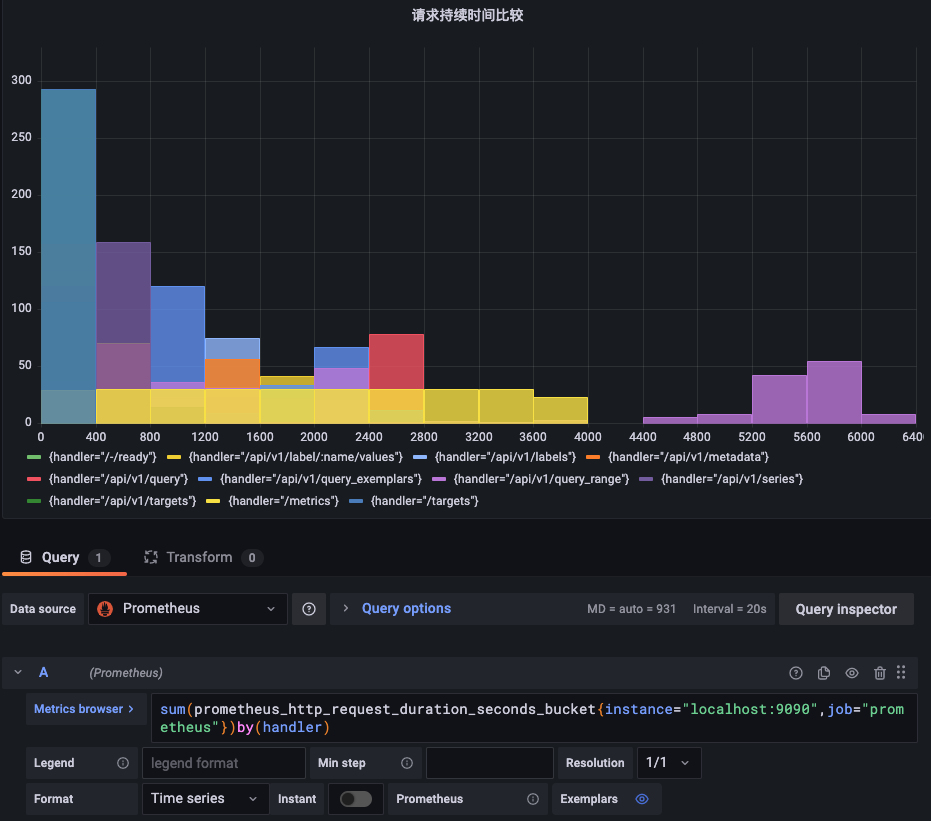 请求持续时间比较
300
250
200
150
100
50
0
0 400 800 1200 1600 2000 2400 2800 3200 3600 4000 4400 4800 5200 5600 6000 640
{handler="/-/ready"} {handler="/api/v1/label/:name/values"} {handler="/api/v1/labels"} {handler="/api/v1/metadata"}
{handler="/api/v1/query"} {handler="/api/v1/query_exemplars"} {handler="/api/v1/query_range"} {handler="/api/v1/series"}
{handler="/api/v1/targets"} {handler="/metrics"} {handler="/targets"}
Query 1 Transform 0
Data source Prometheus Query options MD = auto = 931 Interval = 20s Query inspector
A (Prometheus)
Metrics browser > sum(prometheus_http_request_duration_seconds_bucket{instance="localhost:9090",job="prom
etheus"})by(handler)
Legend legend format Min step Resolution 1/1
Format Time series Instant Prometheus Exemplars